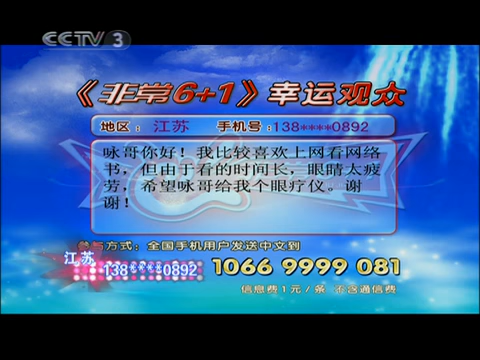 CCTV 3
《非常6+1》幸运观众
地区： 江苏 手机号：138****0892
咏哥你好！我比较喜欢上网看网络
书，但由于看的时间长，眼睛太疲
劳，希望咏哥给我个眼疗仪。谢
谢！
参与方式：全国手机用户发送中文到
江苏
138****0892 1066 9999 081
信息费1元/条 不含通信费